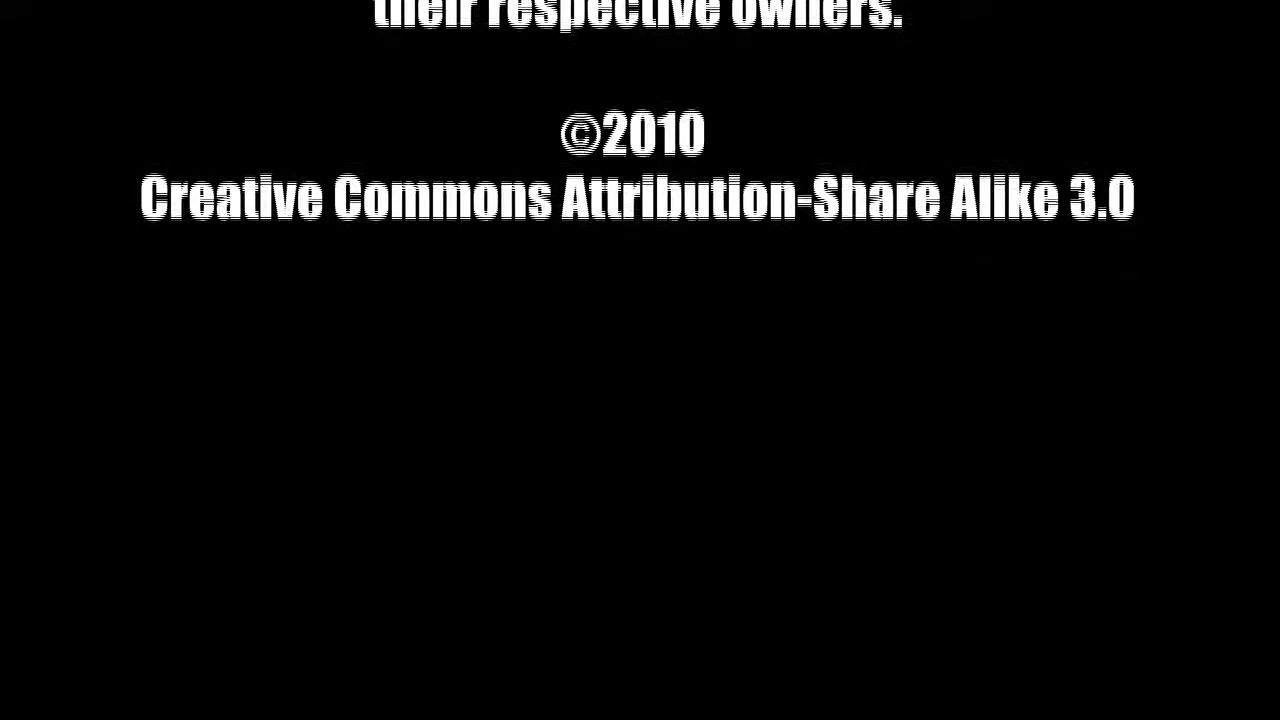 their respective owners.
©2010
Creative Commons Attribution-Share Alike 3.0